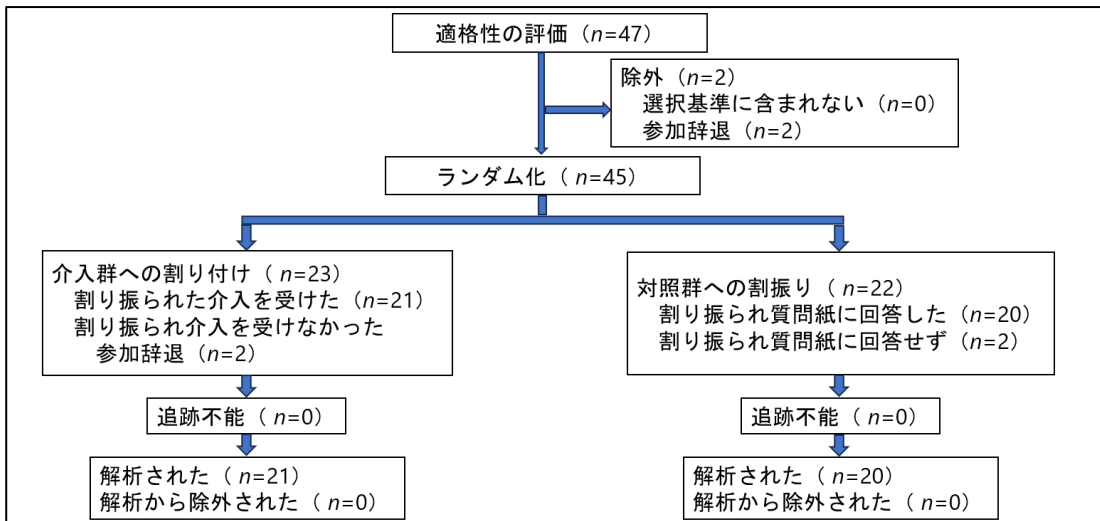 適格性の評価（n=47）
除外（n=2）
選択基準に含まれない（n=0）
参加辞退（n=2）
ランダム化（ n=45）
介入群への割り付け（ n=23）
割り振られた介入を受けた（n=21）
割り振られ介入を受けなかった
参加辞退（n=2）
対照群への割振り（ n=22）
割り振られ質問紙に回答した（n=20）
割り振られ質問紙に回答せず（n=2）
追跡不能（ n=0）
追跡不能（ n=0）
解析された（ n=21）
解析から除外された（ n=0）
解析された（ n=20）
解析から除外された（ n=0）